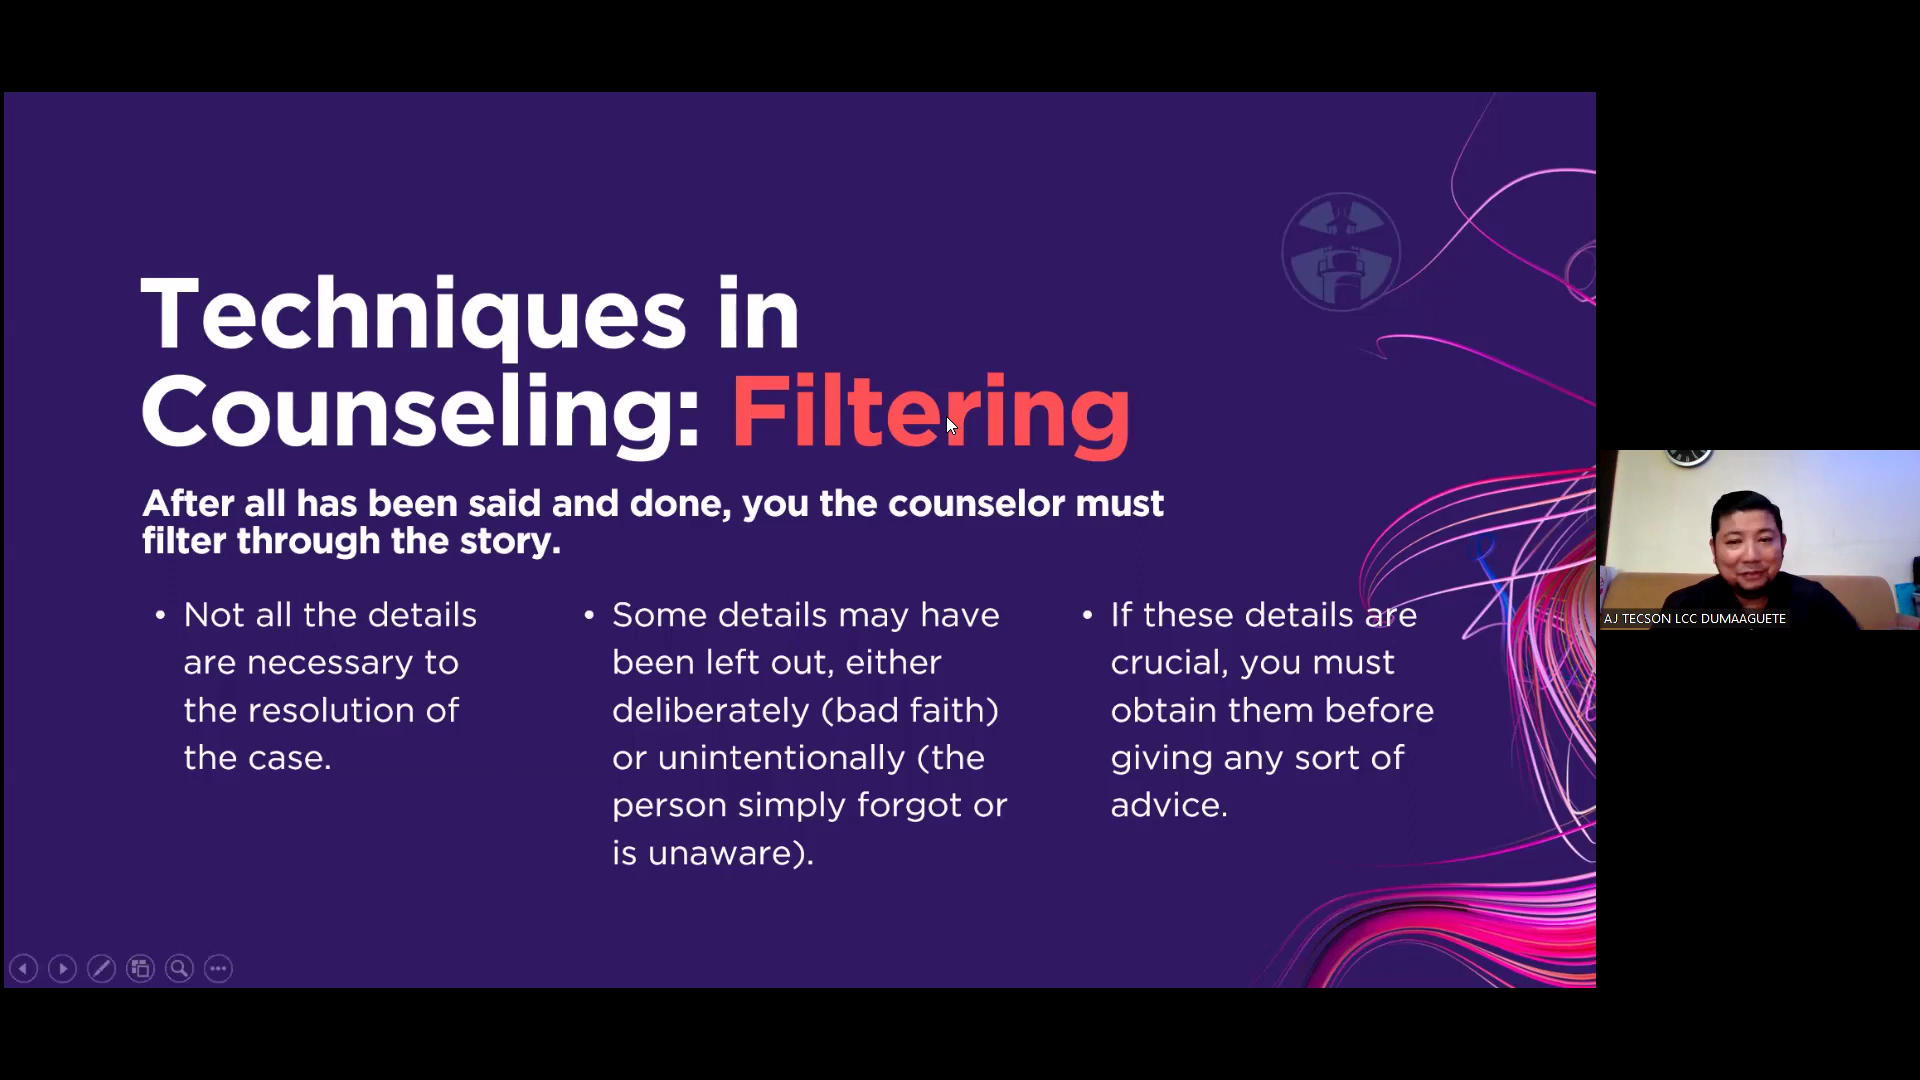 Techniques in
Counseling: Filtering
After all has been said and done, you the counselor must
filter through the story.
• Not all the details
are necessary to
the resolution of
the case.
• Some details may have
been left out, either
deliberately (bad faith)
or unintentionally (the
person simply forgot or
is unaware).
• If these details are
crucial, you must
obtain them before
giving any sort of
advice.
AJ TECSON LCC DUMAAGUETE